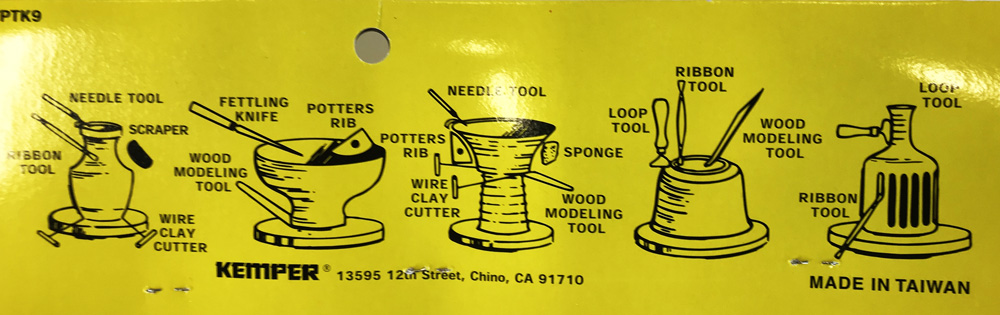 PTK9
NEEDLE TOOL
SCRAPER
RIBBON
TOOL
WIRE
CLAY
CUTTER
FETTLING
KNIFE
POTTERS
RIB
WOOD
MODELING
TOOL
NEEDLE TOOL
POTTERS
RIB
SPONGE
WIRE
CLAY
CUTTER
WOOD
MODELING
TOOL
RIBBON
TOOL
LOOP
TOOL
WOOD
MODELING
TOOL
LOOP
TOOL
RIBBON
TOOL
KEMPER® 13595 12th Street, Chino, CA 91710
MADE IN TAIWAN